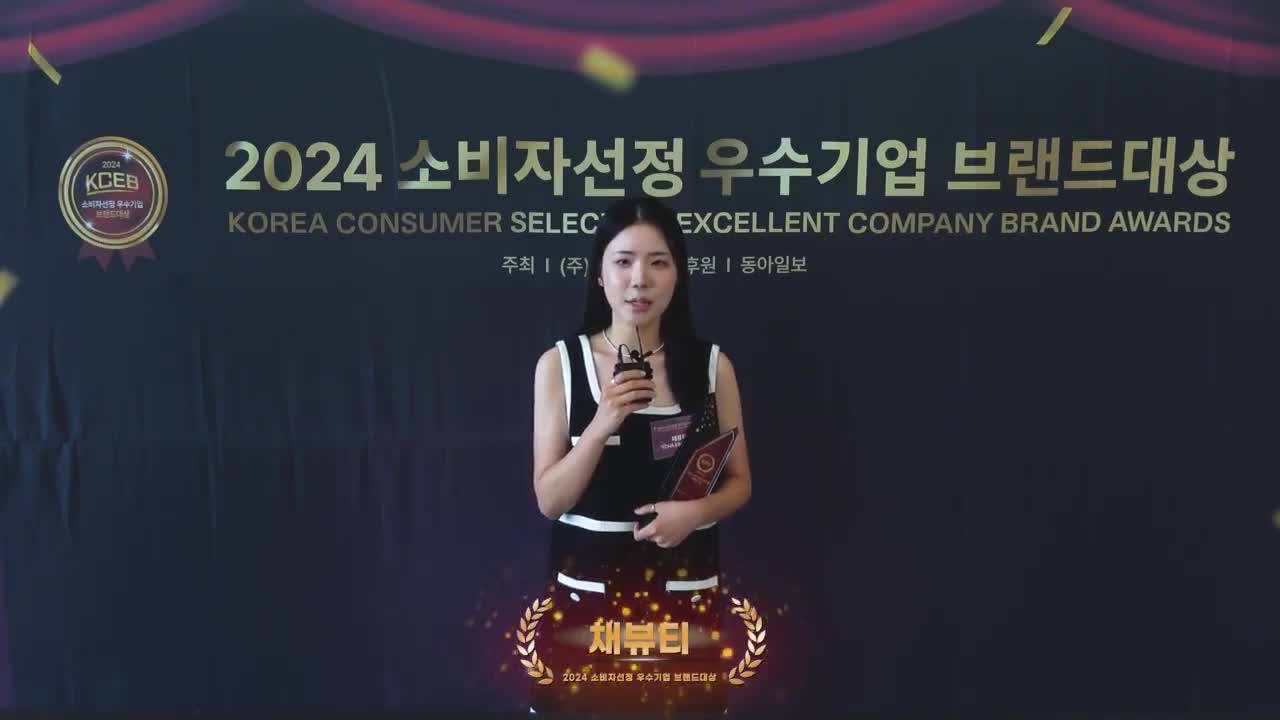 2024 소비자선정 우수기업 브랜드대상
KOREA CONSUMER EXCELLENT COMPANY BRAND AWARDS
주최 I (주) 후원 I 동아일보
2024
KCEB
소비자선정 우수기업
브랜드대상
채뷰티
2024 소비자선정 우수기업 브랜드대상